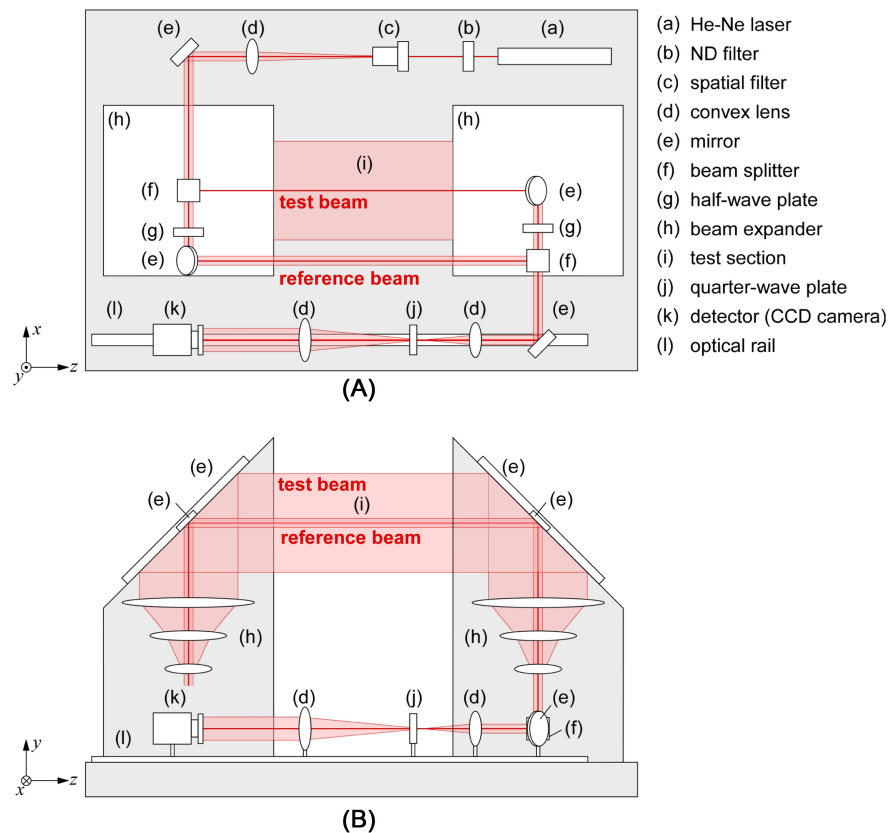 (e) (d) (c) (b) (a)
(h) (h)
(i)
(f) (e)
test beam
(g) (g)
(e) (f)
reference beam
(l) (k) (d) (j) (d) (e)
x
y z
(A)
(a) He-Ne laser
(b) ND filter
(c) spatial filter
(d) convex lens
(e) mirror
(f) beam splitter
(g) half-wave plate
(h) beam expander
(i) test section
(j) quarter-wave plate
(k) detector (CCD camera)
(l) optical rail
(e) (e)
test beam
(e) (i) (e)
reference beam
(h) (h)
(k) (d) (j) (d) (e)
(l) (f)
y
x z
(B)